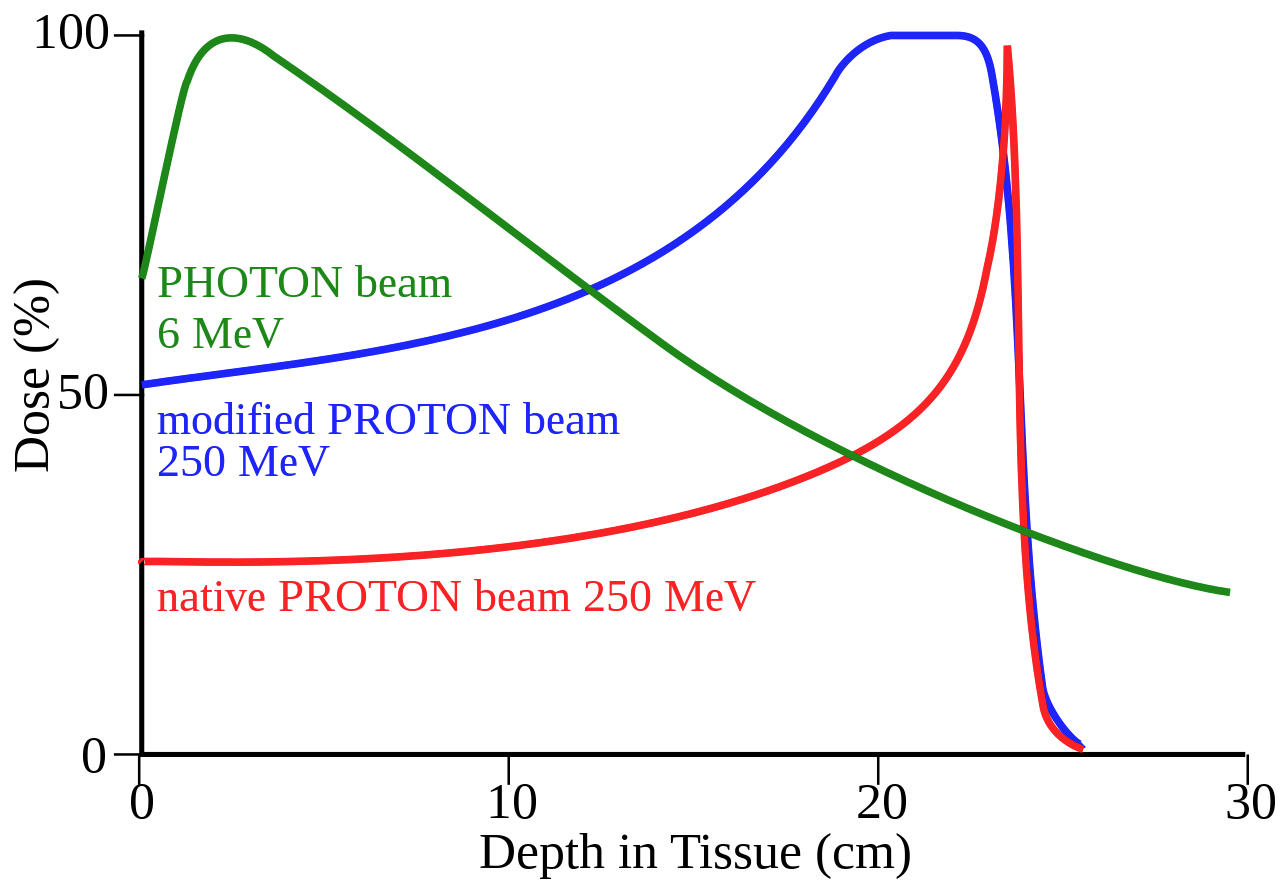 100
PHOTON beam
6 MeV
Dose (%)
50
modified PROTON beam
250 MeV
native PROTON beam 250 MeV
0
0 10 20 30
Depth in Tissue (cm)